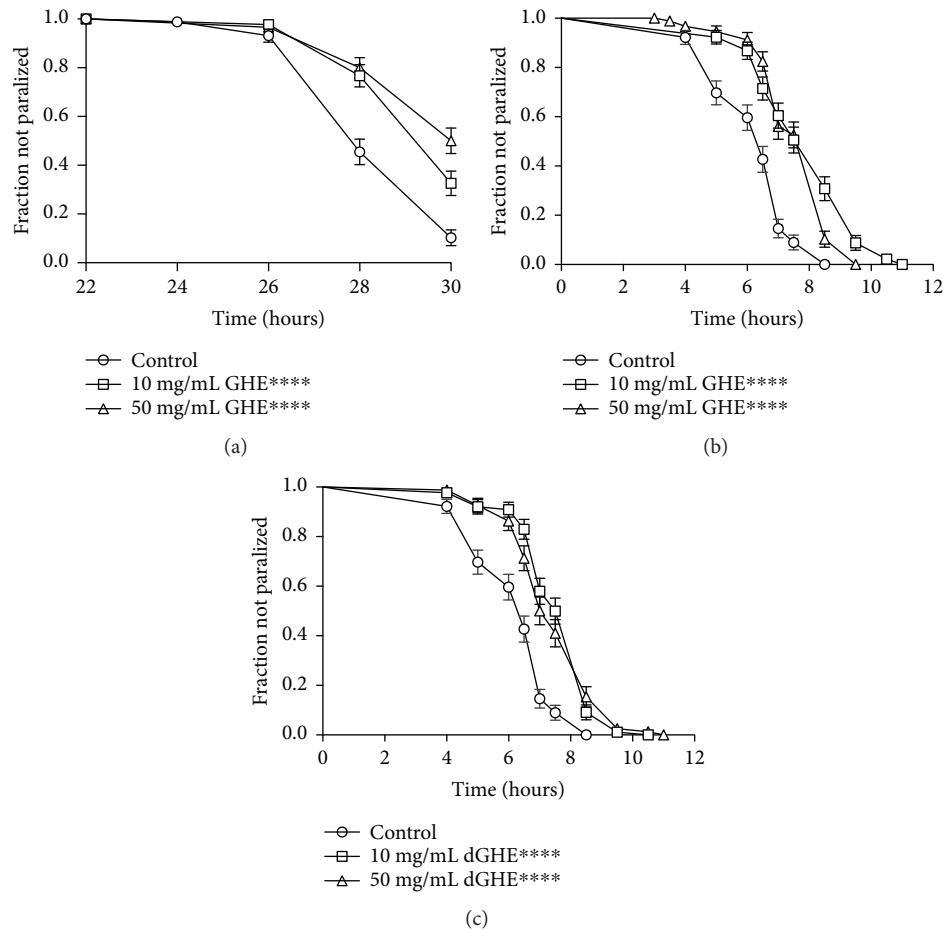 1.0
0.8
0.6
0.4
0.2
0.0
Fraction not paralized
22 24 26 28 30
Time (hours)
Control
10 mg/mL GHE****
50 mg/mL GHE****
(a)
1.0
0.8
0.6
0.4
0.2
0.0
Fraction not paralized
0 2 4 6 8 10 12
Time (hours)
Control
10 mg/mL GHE****
50 mg/mL GHE****
(b)
1.0
0.8
0.6
0.4
0.2
0.0
Fraction not paralized
0 2 4 6 8 10 12
Time (hours)
Control
10 mg/mL dGHE****
50 mg/mL dGHE****
(c)